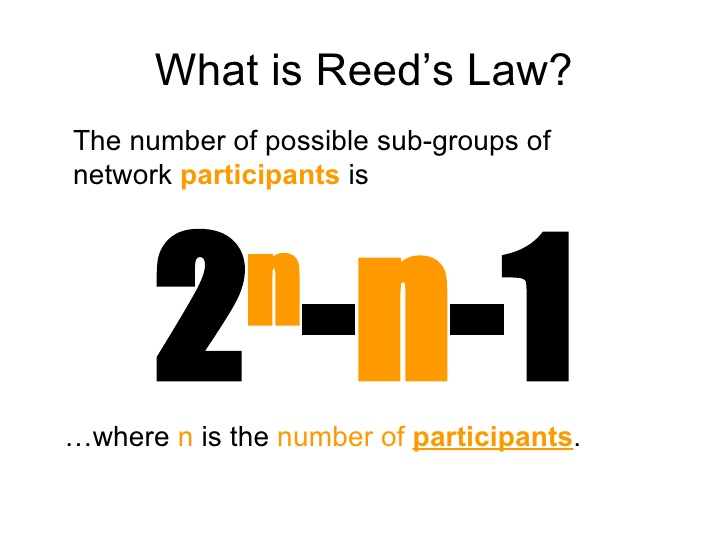 What is Reed’s Law?
The number of possible sub-groups of
network participants is
2ⁿ-n-1
…where n is the number of participants.